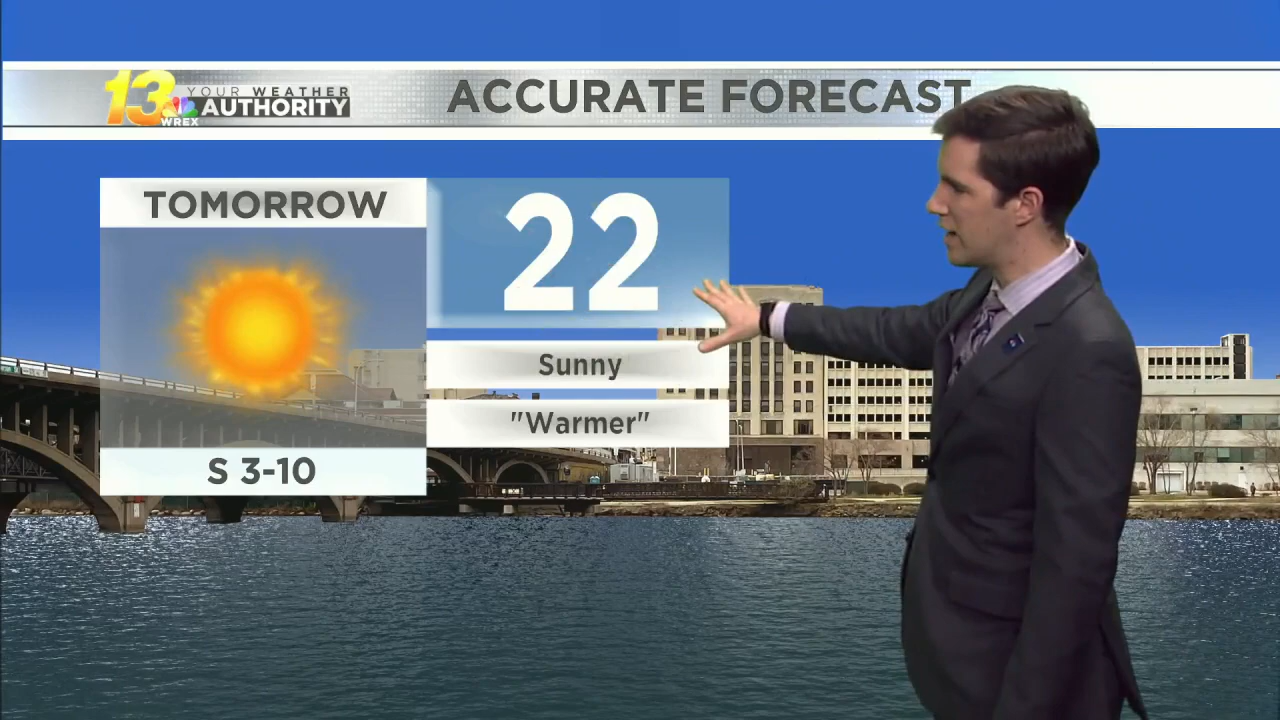 13
WREX
YOUR WEATHER
AUTHORITY
ACCURATE FORECAST
TOMORROW
22
Sunny
"Warmer"
S 3-10